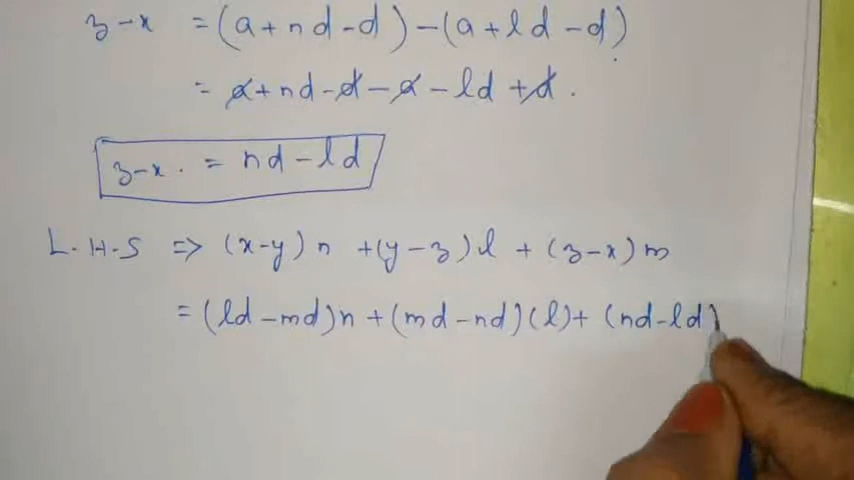 z-x = (a+nd-d)-(a+ld-d)
= a+nd-d-a-ld+d.
z-x. = nd-ld
L.H.S => (x-y)n +(y-z)l + (z-x)m
= (ld-md)n+(md-nd)(l)+(nd-ld)